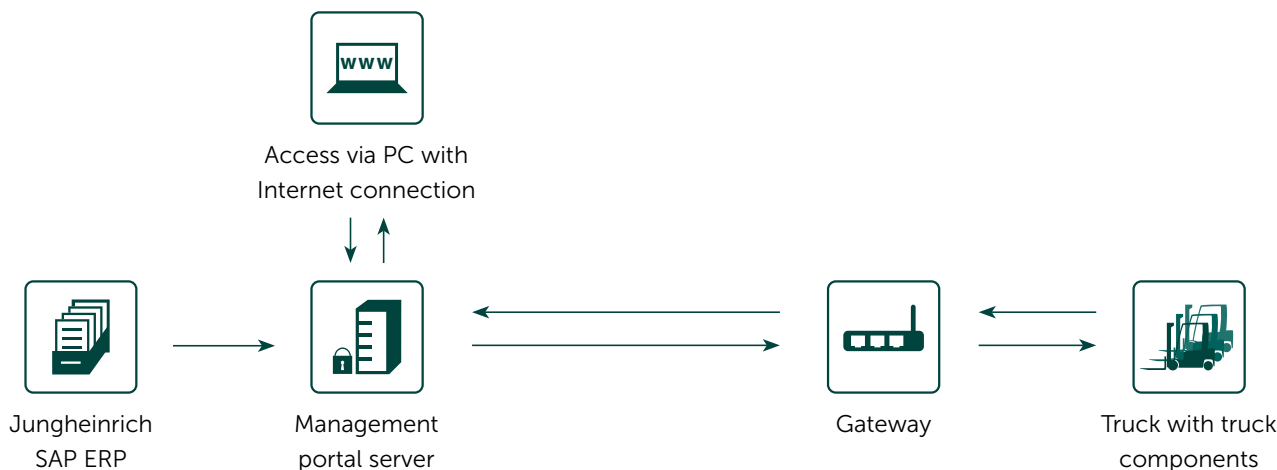 www
Access via PC with
Internet connection
Jungheinrich
SAP ERP
Management
portal server
Gateway
Truck with truck
components